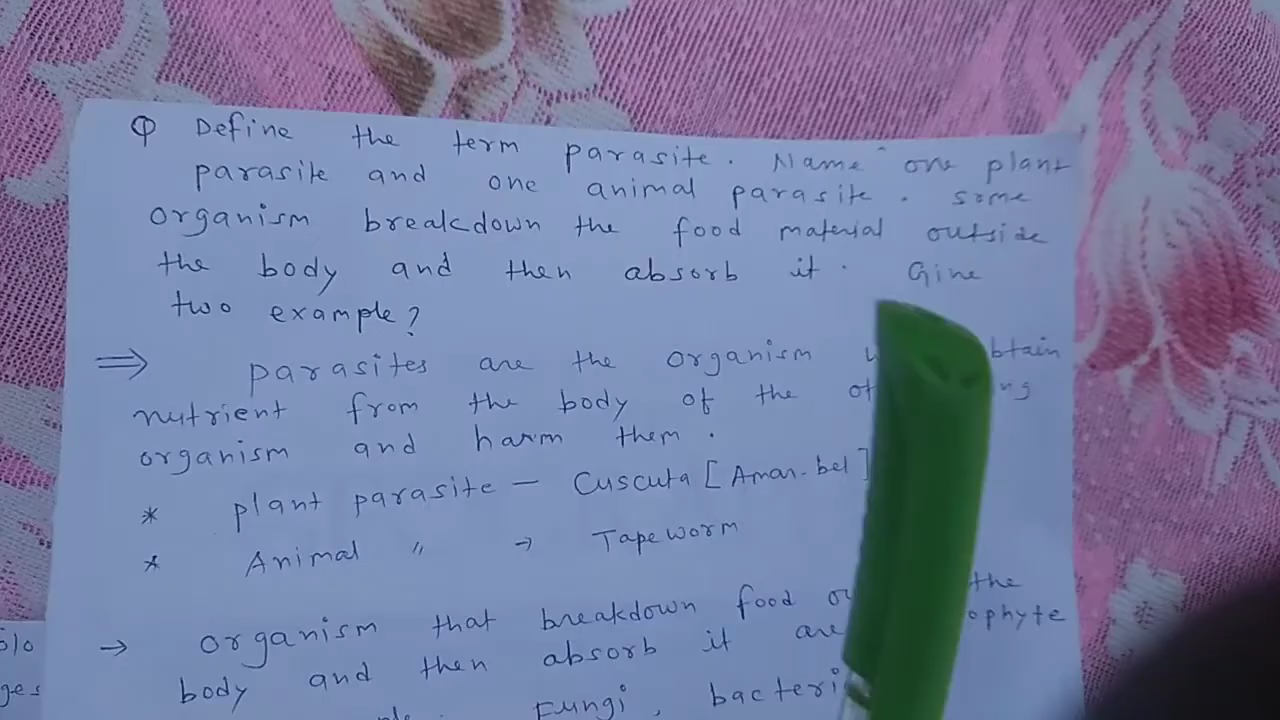 Q Define the term parasite. Name one plant
parasite and one animal parasite. Some
organism breakdown the food material outside
the body and then absorb it. Give
two example?
⇒ parasites are the organism
nutrient from the body of the
organism and harm them.
* plant parasite — Cuscuta [Amar-bel]
* Animal " → Tapeworm
→ organism that breakdown food the
body and then absorb it are
Fungi, bacteri